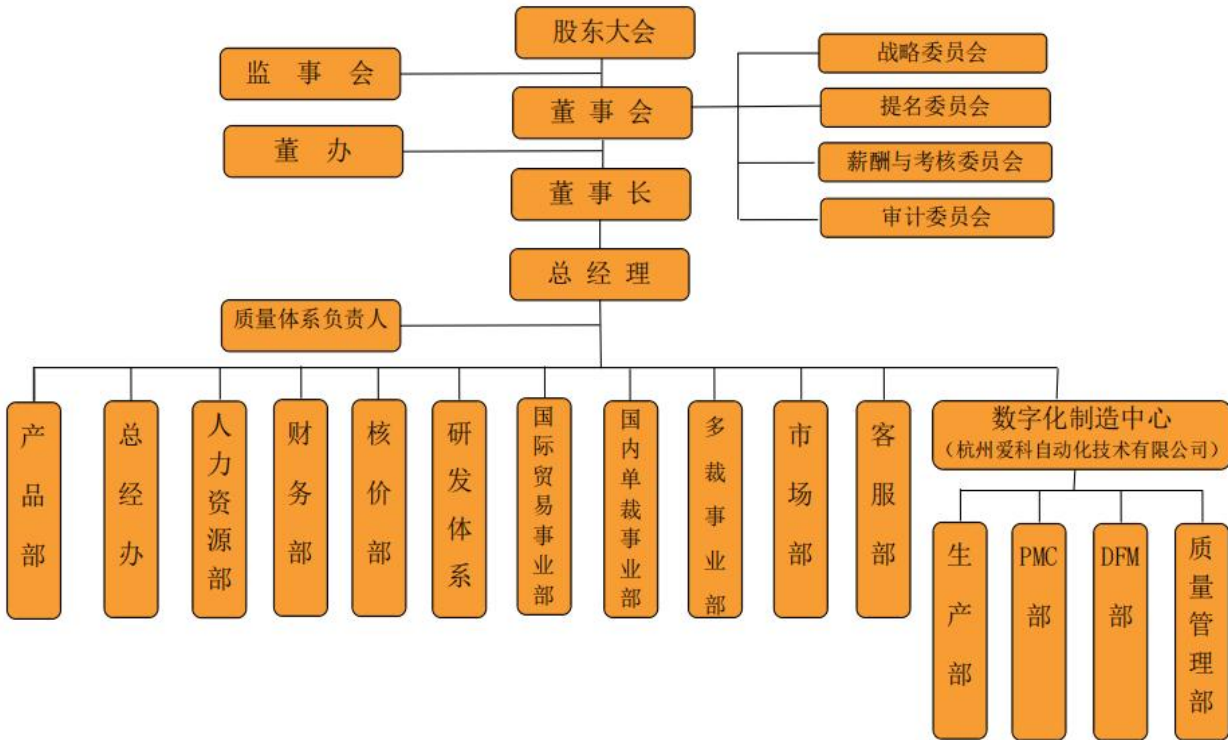 股东大会
监事会
战略委员会
董事会
提名委员会
董办
薪酬与考核委员会
董事长
审计委员会
总经理
质量体系负责人
产品部
总经办
人力资源部
财务部
核价部
研发体系
国际贸易事业部
国内单裁事业部
多裁事业部
市场部
客服部
数字化制造中心
（杭州爱科自动化技术有限公司）
生产部
PMC部
DFM部
质量管理部